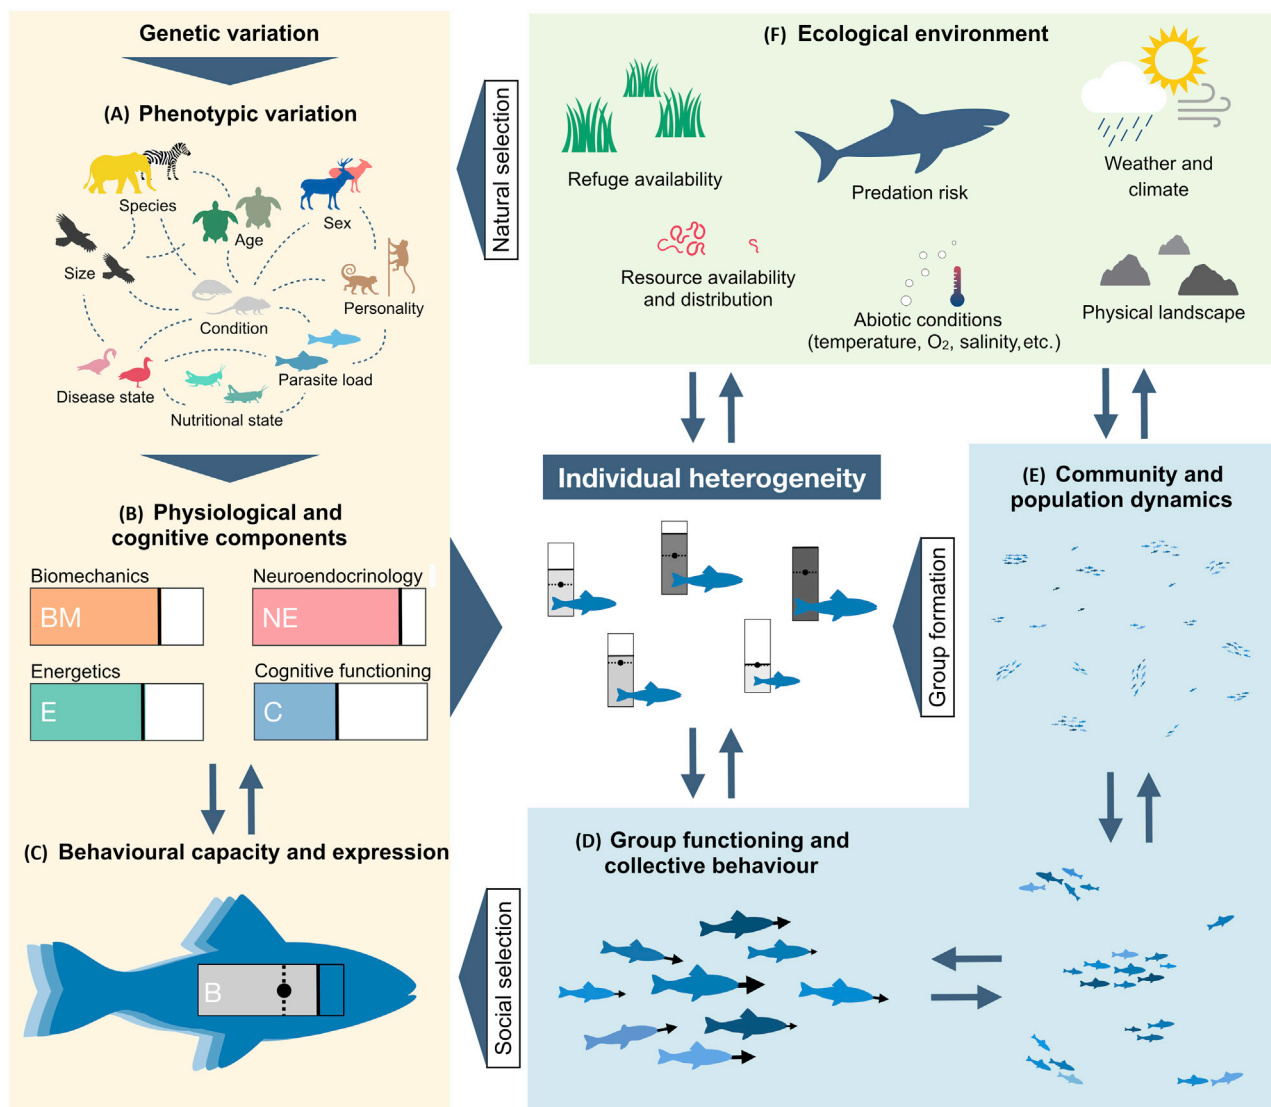 Genetic variation
(A) Phenotypic variation
Species
Age
Sex
Size
Personality
Condition
Parasite load
Disease state
Nutritional state
(B) Physiological and
cognitive components
Biomechanics
Neuroendocrinology
BM
NE
Energetics
Cognitive functioning
E
C
(C) Behavioural capacity and expression
B
Natural selection
(F) Ecological environment
Refuge availability
Predation risk
Weather and
climate
Resource availability
and distribution
Abiotic conditions
(temperature, O₂, salinity, etc.)
Physical landscape
Individual heterogeneity
Group formation
(E) Community and
population dynamics
Social selection
(D) Group functioning and
collective behaviour